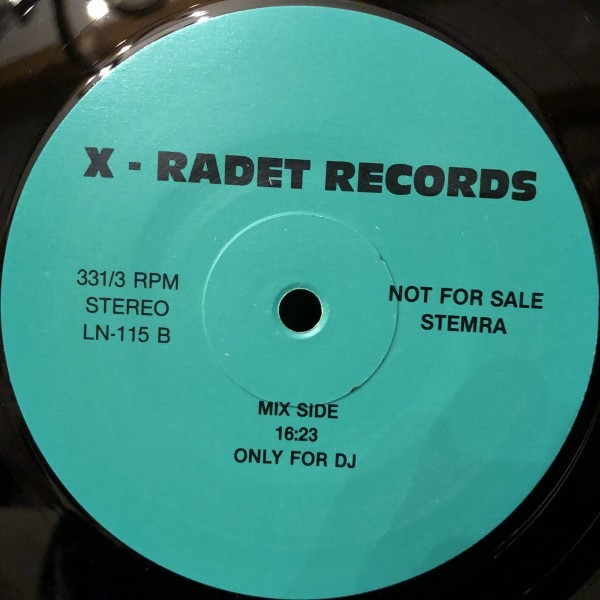 X - RADET RECORDS
331/3 RPM
STEREO
LN-115 B
NOT FOR SALE
STEMRA
MIX SIDE
16:23
ONLY FOR DJ